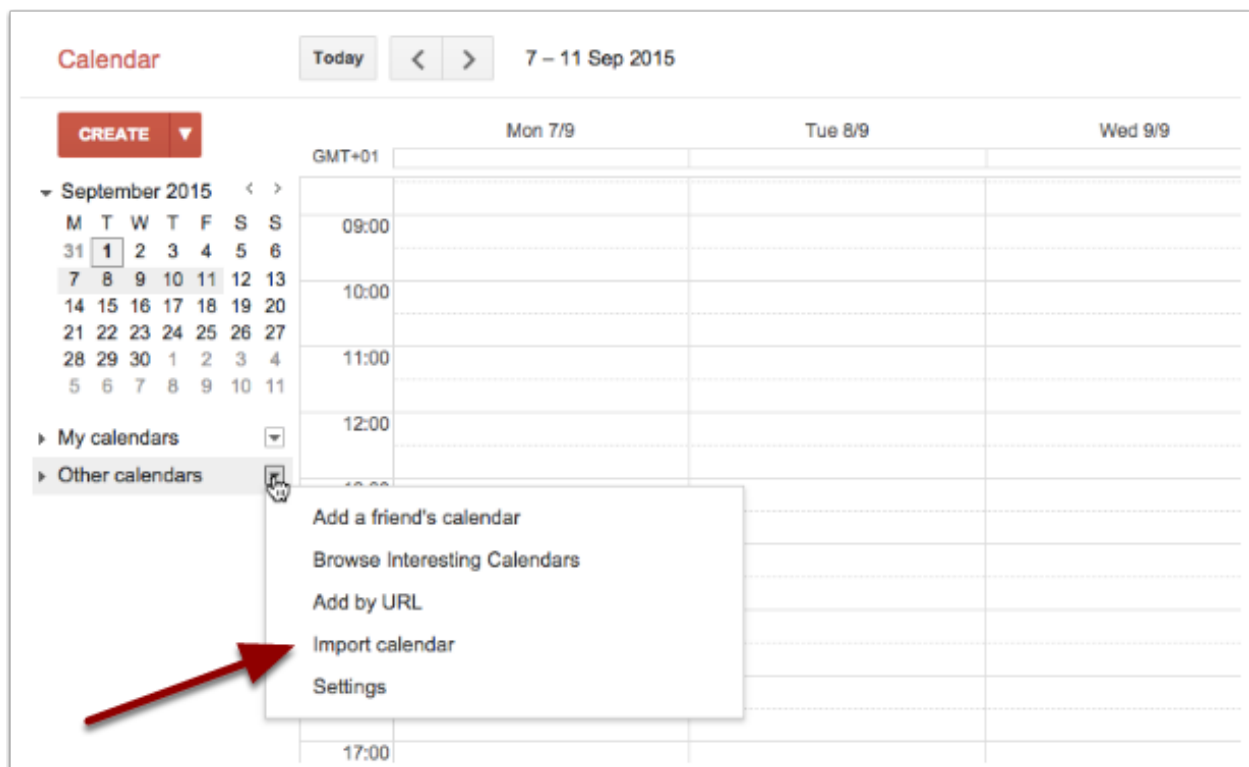 Calendar
Today
7 – 11 Sep 2015
CREATE
Mon 7/9 Tue 8/9 Wed 9/9
GMT+01
September 2015
M T W T F S S
31 1 2 3 4 5 6
7 8 9 10 11 12 13
14 15 16 17 18 19 20
21 22 23 24 25 26 27
28 29 30 1 2 3 4
5 6 7 8 9 10 11
My calendars
Other calendars
09:00
10:00
11:00
12:00
Add a friend's calendar
Browse Interesting Calendars
Add by URL
Import calendar
Settings
17:00